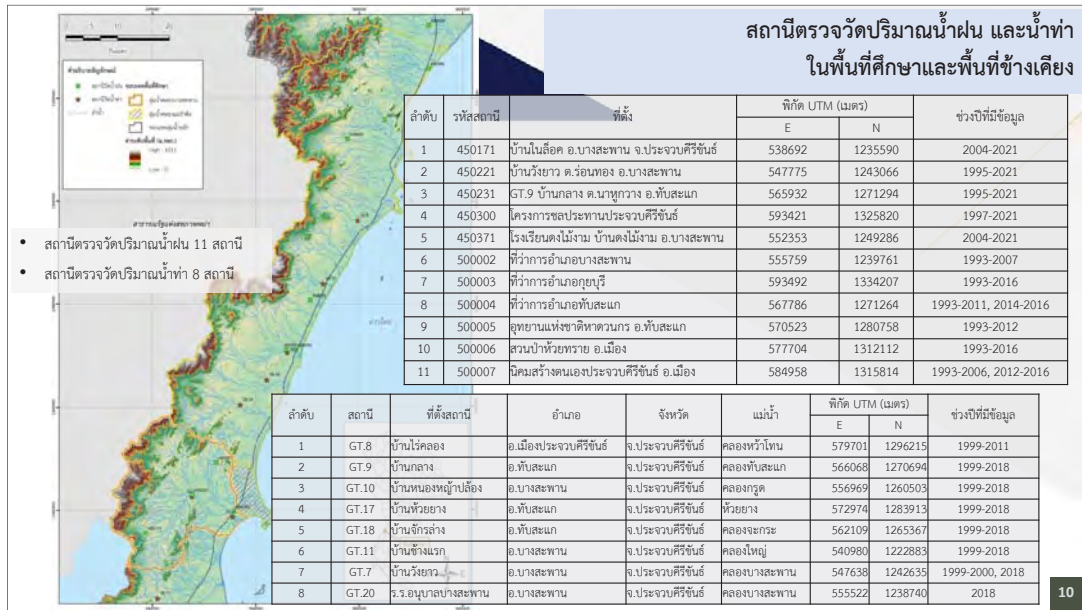 สถานีตรวจวัดปริมาณน้ำฝน และน้ำท่า
ในพื้นที่ศึกษาและพื้นที่ข้างเคียง
• สถานีตรวจวัดปริมาณน้ำฝน 11 สถานี
• สถานีตรวจวัดปริมาณน้ำท่า 8 สถานี
ลำดับ รหัสสถานี ที่ตั้ง พิกัด UTM (เมตร) ช่วงปีที่มีข้อมูล
E N
1 450171 บ้านในล็อค อ.บางสะพาน จ.ประจวบคีรีขันธ์ 538692 1235590 2004-2021
2 450221 บ้านวังยาว ต.ร่อนทอง อ.บางสะพาน 547775 1243066 1995-2021
3 450231 GT.9 บ้านกลาง ต.นาหูกวาง อ.ทับสะแก 565932 1271294 1995-2021
4 450300 โครงการชลประทานประจวบคีรีขันธ์ 593421 1325820 1997-2021
5 450371 โรงเรียนดงไม้งาม บ้านดงไม้งาม อ.บางสะพาน 552353 1249286 2004-2021
6 500002 ที่ว่าการอำเภอบางสะพาน 555759 1239761 1993-2007
7 500003 ที่ว่าการอำเภอกุยบุรี 593492 1334207 1993-2016
8 500004 ที่ว่าการอำเภอทับสะแก 567786 1271264 1993-2011, 2014-2016
9 500005 อุทยานแห่งชาติหาดวนกร อ.ทับสะแก 570523 1280758 1993-2012
10 500006 สวนป่าห้วยทราย อ.เมือง 577704 1312112 1993-2016
11 500007 นิคมสร้างตนเองประจวบคีรีขันธ์ อ.เมือง 584958 1315814 1993-2006, 2012-2016
ลำดับ สถานี ที่ตั้งสถานี อำเภอ จังหวัด แม่น้ำ พิกัด UTM (เมตร) ช่วงปีที่มีข้อมูล
E N
1 GT.8 บ้านไร่คลอง อ.เมืองประจวบคีรีขันธ์ จ.ประจวบคีรีขันธ์ คลองหว้าโทน 579701 1296215 1999-2011
2 GT.9 บ้านกลาง อ.ทับสะแก จ.ประจวบคีรีขันธ์ คลองทับสะแก 566068 1270694 1999-2018
3 GT.10 บ้านหนองหญ้าปล้อง อ.บางสะพาน จ.ประจวบคีรีขันธ์ คลองกรูด 556969 1260503 1999-2018
4 GT.17 บ้านห้วยยาง อ.ทับสะแก จ.ประจวบคีรีขันธ์ ห้วยยาง 572974 1283913 1999-2018
5 GT.18 บ้านจักรล่าง อ.ทับสะแก จ.ประจวบคีรีขันธ์ คลองจะกระ 562109 1265367 1999-2018
6 GT.11 บ้านช้างแรก อ.บางสะพาน จ.ประจวบคีรีขันธ์ คลองใหญ่ 540980 1222883 1999-2018
7 GT.7 บ้านวังยาว อ.บางสะพาน จ.ประจวบคีรีขันธ์ คลองบางสะพาน 547638 1242635 1999-2000, 2018
8 GT.20 ร.ร.อนุบาลบางสะพาน อ.บางสะพาน จ.ประจวบคีรีขันธ์ คลองบางสะพาน 555522 1238740 2018
10